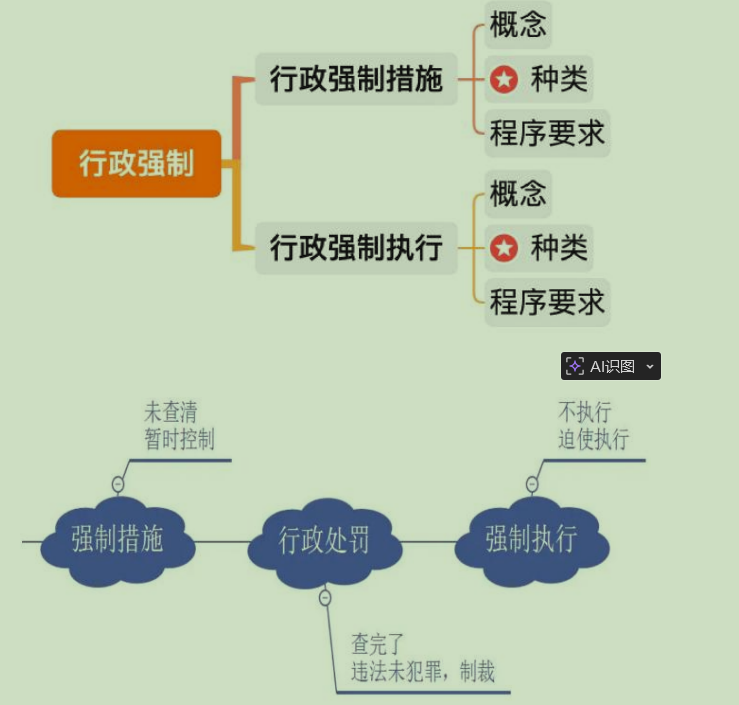 概念
行政强制措施
种类
程序要求
行政强制
概念
行政强制执行
种类
程序要求
AI识图
未查清
暂时控制
不执行
迫使执行
强制措施
行政处罚
强制执行
查完了
违法未犯罪，制裁